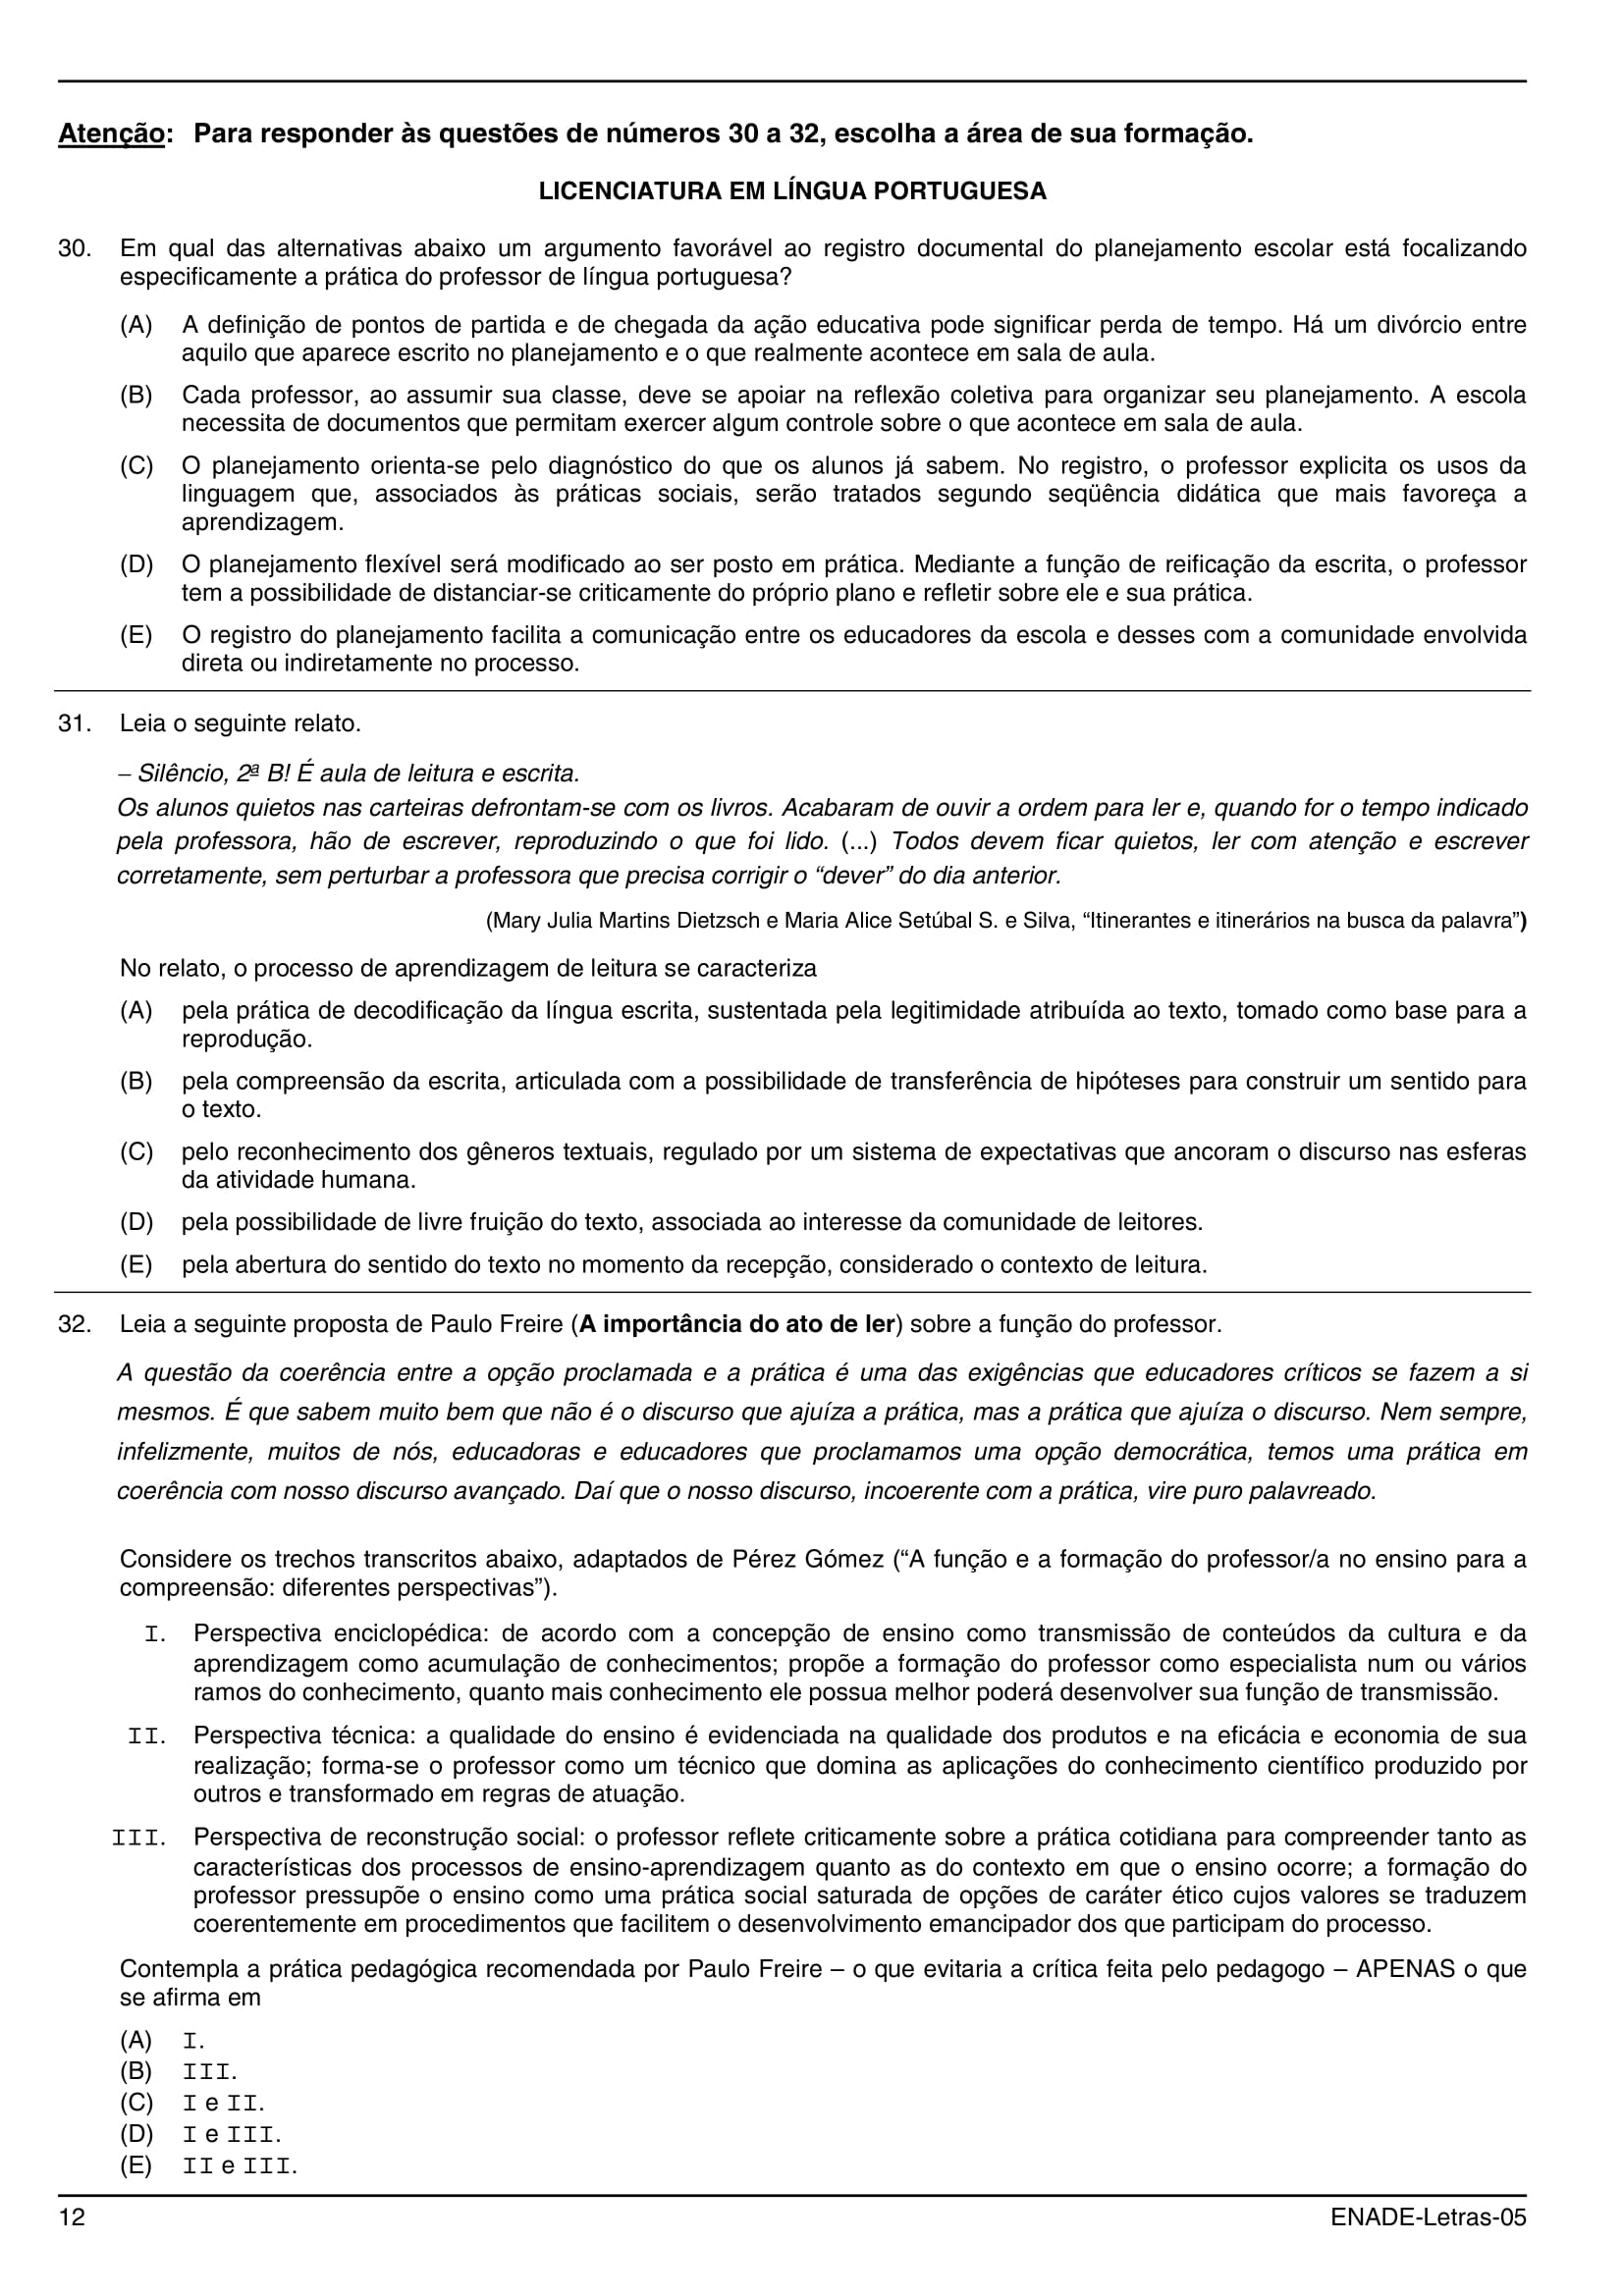 Atenção: Para responder às questões de números 30 a 32, escolha a área de sua formação.
LICENCIATURA EM LÍNGUA PORTUGUESA
30. Em qual das alternativas abaixo um argumento favorável ao registro documental do planejamento escolar está focalizando
especificamente a prática do professor de língua portuguesa?
(A) A definição de pontos de partida e de chegada da ação educativa pode significar perda de tempo. Há um divórcio entre
aquilo que aparece escrito no planejamento e o que realmente acontece em sala de aula.
(B) Cada professor, ao assumir sua classe, deve se apoiar na reflexão coletiva para organizar seu planejamento. A escola
necessita de documentos que permitam exercer algum controle sobre o que acontece em sala de aula.
(C) O planejamento orienta-se pelo diagnóstico do que os alunos já sabem. No registro, o professor explicita os usos da
linguagem que, associados às práticas sociais, serão tratados segundo seqüência didática que mais favoreça a
aprendizagem.
(D) O planejamento flexível será modificado ao ser posto em prática. Mediante a função de reificação da escrita, o professor
tem a possibilidade de distanciar-se criticamente do próprio plano e refletir sobre ele e sua prática.
(E) O registro do planejamento facilita a comunicação entre os educadores da escola e desses com a comunidade envolvida
direta ou indiretamente no processo.
31. Leia o seguinte relato.
– Silêncio, 2ª B! É aula de leitura e escrita.
Os alunos quietos nas carteiras defrontam-se com os livros. Acabaram de ouvir a ordem para ler e, quando for o tempo indicado
pela professora, hão de escrever, reproduzindo o que foi lido. (...) Todos devem ficar quietos, ler com atenção e escrever
corretamente, sem perturbar a professora que precisa corrigir o “dever” do dia anterior.
(Mary Julia Martins Dietzsch e Maria Alice Setúbal S. e Silva, “Itinerantes e itinerários na busca da palavra”)
No relato, o processo de aprendizagem de leitura se caracteriza
(A) pela prática de decodificação da língua escrita, sustentada pela legitimidade atribuída ao texto, tomado como base para a
reprodução.
(B) pela compreensão da escrita, articulada com a possibilidade de transferência de hipóteses para construir um sentido para
o texto.
(C) pelo reconhecimento dos gêneros textuais, regulado por um sistema de expectativas que ancoram o discurso nas esferas
da atividade humana.
(D) pela possibilidade de livre fruição do texto, associada ao interesse da comunidade de leitores.
(E) pela abertura do sentido do texto no momento da recepção, considerado o contexto de leitura.
32. Leia a seguinte proposta de Paulo Freire (A importância do ato de ler) sobre a função do professor.
A questão da coerência entre a opção proclamada e a prática é uma das exigências que educadores críticos se fazem a si
mesmos. É que sabem muito bem que não é o discurso que ajuíza a prática, mas a prática que ajuíza o discurso. Nem sempre,
infelizmente, muitos de nós, educadoras e educadores que proclamamos uma opção democrática, temos uma prática em
coerência com nosso discurso avançado. Daí que o nosso discurso, incoerente com a prática, vire puro palavreado.
Considere os trechos transcritos abaixo, adaptados de Pérez Gómez (“A função e a formação do professor/a no ensino para a
compreensão: diferentes perspectivas”).
I. Perspectiva enciclopédica: de acordo com a concepção de ensino como transmissão de conteúdos da cultura e da
aprendizagem como acumulação de conhecimentos; propõe a formação do professor como especialista num ou vários
ramos do conhecimento, quanto mais conhecimento ele possua melhor poderá desenvolver sua função de transmissão.
II. Perspectiva técnica: a qualidade do ensino é evidenciada na qualidade dos produtos e na eficácia e economia de sua
realização; forma-se o professor como um técnico que domina as aplicações do conhecimento científico produzido por
outros e transformado em regras de atuação.
III. Perspectiva de reconstrução social: o professor reflete criticamente sobre a prática cotidiana para compreender tanto as
características dos processos de ensino-aprendizagem quanto as do contexto em que o ensino ocorre; a formação do
professor pressupõe o ensino como uma prática social saturada de opções de caráter ético cujos valores se traduzem
coerentemente em procedimentos que facilitem o desenvolvimento emancipador dos que participam do processo.
Contempla a prática pedagógica recomendada por Paulo Freire – o que evitaria a crítica feita pelo pedagogo – APENAS o que
se afirma em
(A) I.
(B) III.
(C) I e II.
(D) I e III.
(E) II e III.
12 ENADE-Letras-05